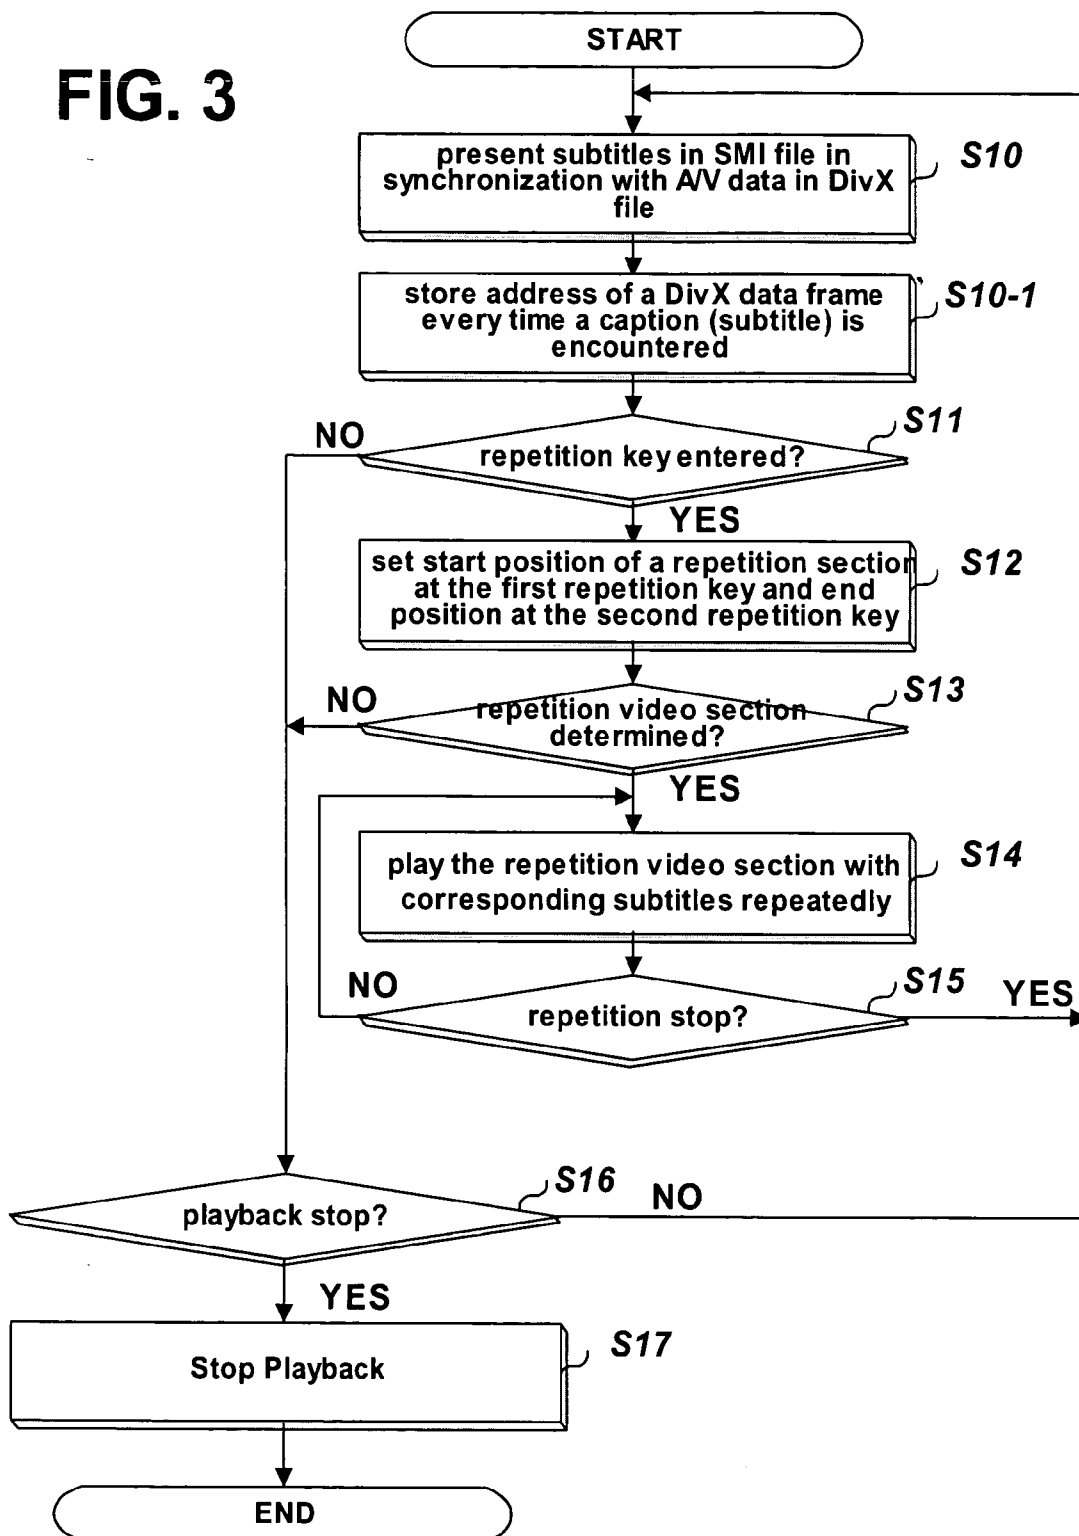 FIG. 3
START
present subtitles in SMI file in
synchronization with A/V data in DivX
file
S10
store address of a DivX data frame
every time a caption (subtitle) is
encountered
S10-1
repetition key entered?
S11
NO
YES
set start position of a repetition section
at the first repetition key and end
position at the second repetition key
S12
repetition video section
determined?
S13
NO
YES
play the repetition video section with
corresponding subtitles repeatedly
S14
repetition stop?
S15
NO
YES
playback stop?
S16
NO
YES
Stop Playback
S17
END